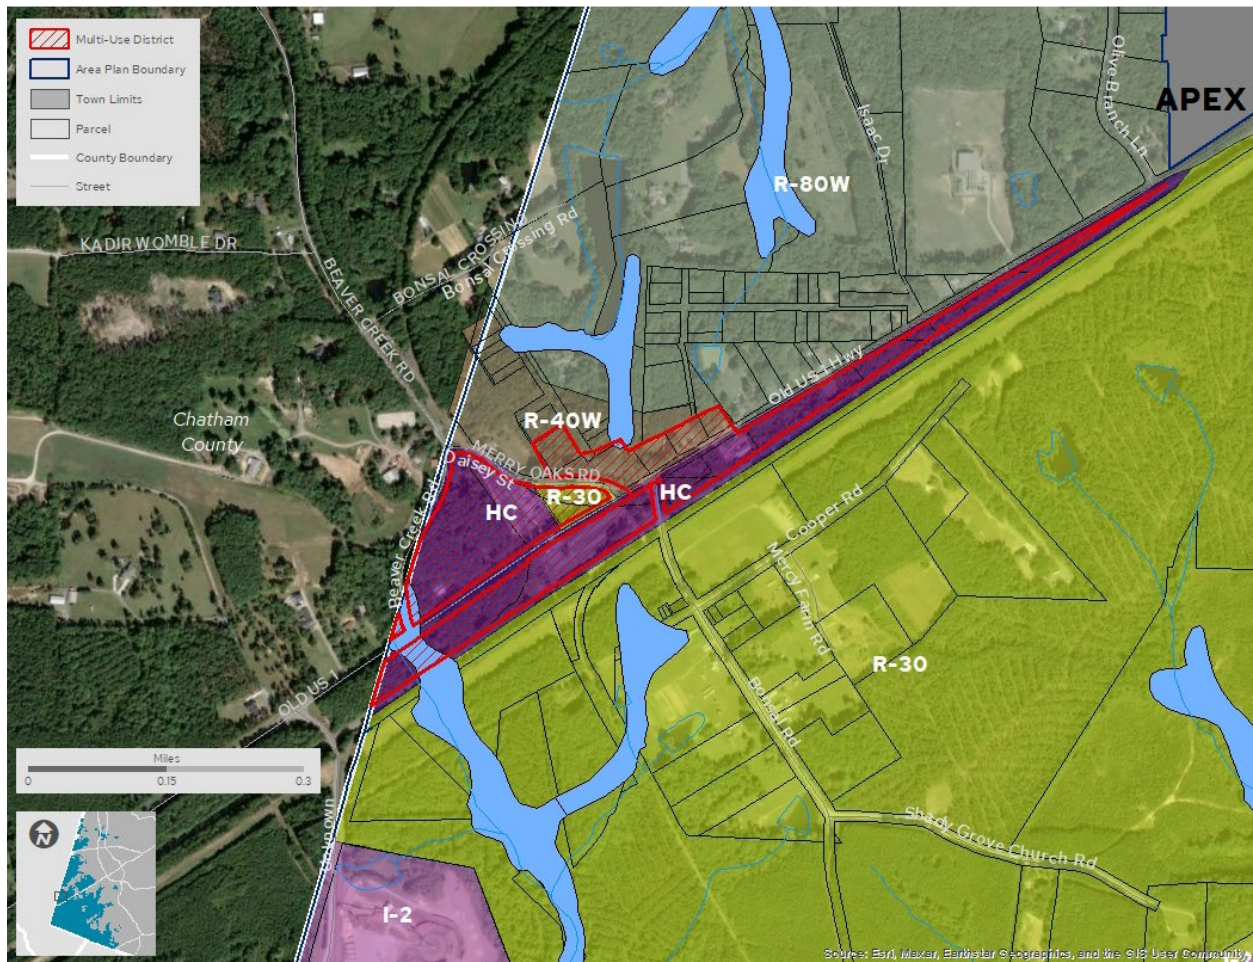 Multi-Use District
Area Plan Boundary
Town Limits
Parcel
County Boundary
Street
APEX
Olive Branch Ln
Isaac Dr
R-80W
KADIR WOMBLE DR
BONSAL CROSSING
Bonsal Crossing Rd
BEAVER CREEK RD
Old US 1 Hwy
Chatham
County
R-40W
MERRY OAKS RD
Daisey St
R-30
HC
HC
Beaver Creek Rd
Cooper Rd
Mercy Farm Rd
R-30
OLD US 1
Bonsal Rd
Miles
0
0.15
0.3
Unknown
Shady Grove Church Rd
N
I-2
Source: Esri, Maxar, Earthstar Geographics, and the GIS User Community